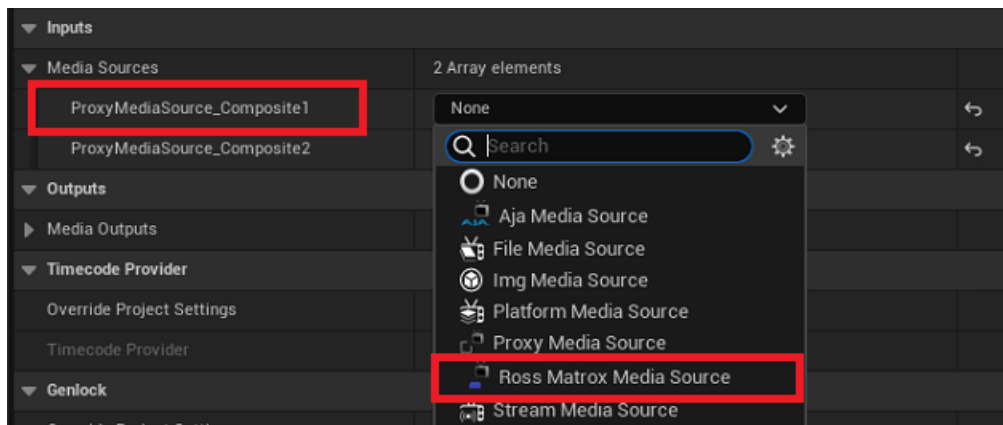 Inputs
Media Sources 2 Array elements
ProxyMediaSource_Composite1 None
ProxyMediaSource_Composite2 Search
None
Outputs
Aja Media Source
Media Outputs
File Media Source
Timecode Provider
Img Media Source
Override Project Settings
Platform Media Source
Timecode Provider
Proxy Media Source
Ross Matrox Media Source
Genlock
Stream Media Source